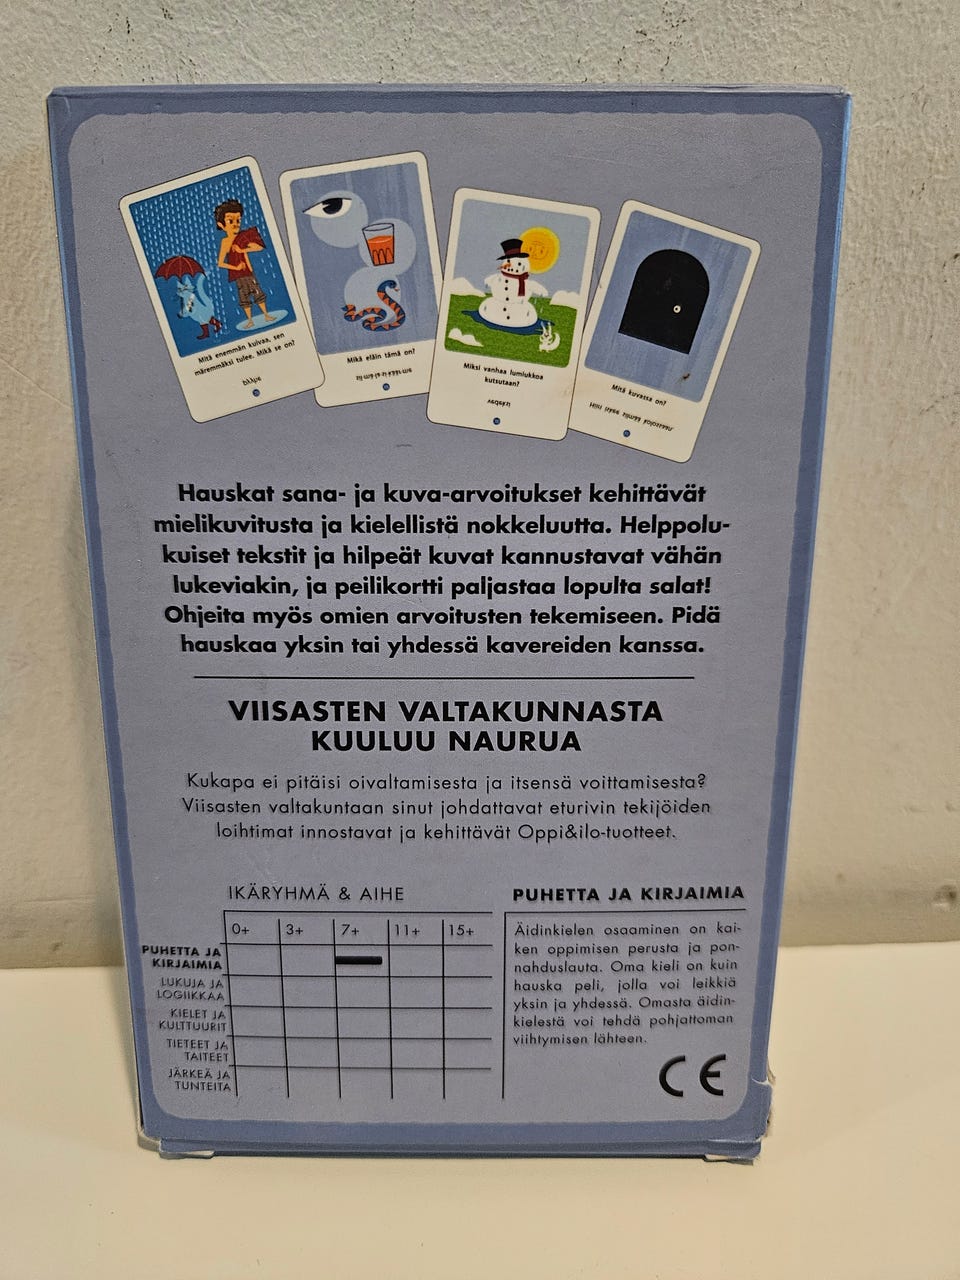 Mitä enemmän kuivaa, sen
märemmäksi tulee. Mikä se on?
Mikä eläin tämä on?
Miksi vanhaa lumiukkoa
kutsutaan?
Mitä kuvassa on?
Hauskat sana- ja kuva-arvoitukset kehittävät
mielikuvitusta ja kielellistä nokkeluutta. Helppolu-
kuiset tekstit ja hilpeät kuvat kannustavat vähän
lukeviakin, ja peilikortti paljastaa lopulta salat!
Ohjeita myös omien arvoitusten tekemiseen. Pidä
hauskaa yksin tai yhdessä kavereiden kanssa.
VIISASTEN VALTAKUNNASTA
KUULUU NAURUA
Kukapa ei pitäisi oivaltamisesta ja itsensä voittamisesta?
Viisasten valtakuntaan sinut johdattavat eturivin tekijöiden
loihtimat innostavat ja kehittävät Oppi&ilo-tuotteet.
IKÄRYHMÄ & AIHE
0+ 3+ 7+ 11+ 15+
PUHETTA JA
KIRJAIMIA
LUKUJA JA
LOGIIKKAA
KIELET JA
KULTTUURIT
TIETEET JA
TAITEET
JÄRKEÄ JA
TUNTEITA
PUHETTA JA KIRJAIMIA
Äidinkielen osaaminen on kai-
ken oppimisen perusta ja pon-
nahduslauta. Oma kieli on kuin
hauska peli, jolla voi leikkiä
yksin ja yhdessä. Omasta äidin-
kielestä voi tehdä pohjattoman
viihtymisen lähteen.
CE